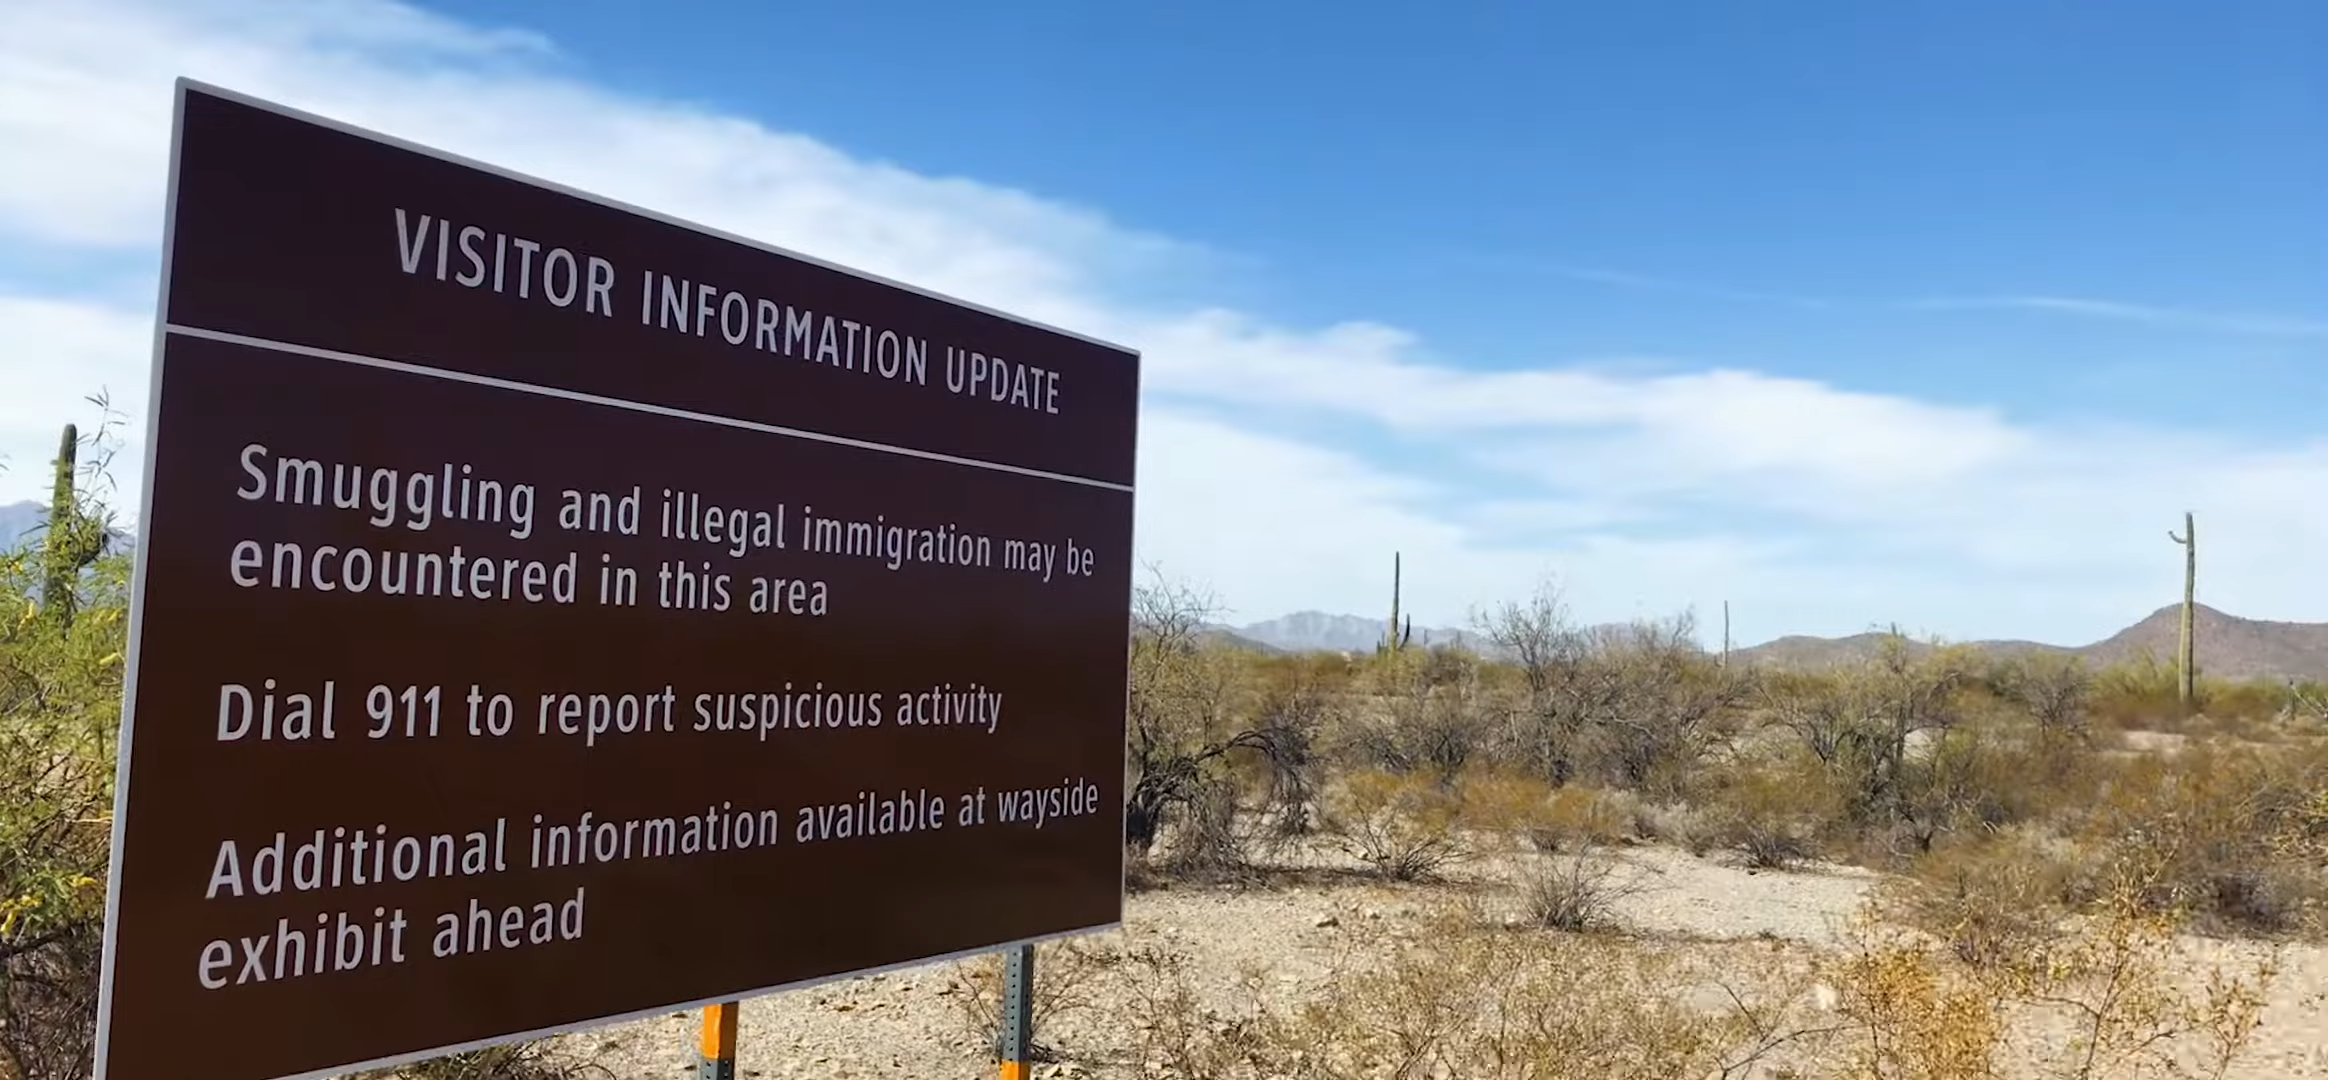 VISITOR INFORMATION UPDATE
Smuggling and illegal immigration may be
encountered in this area
Dial 911 to report suspicious activity
Additional information available at wayside
exhibit ahead